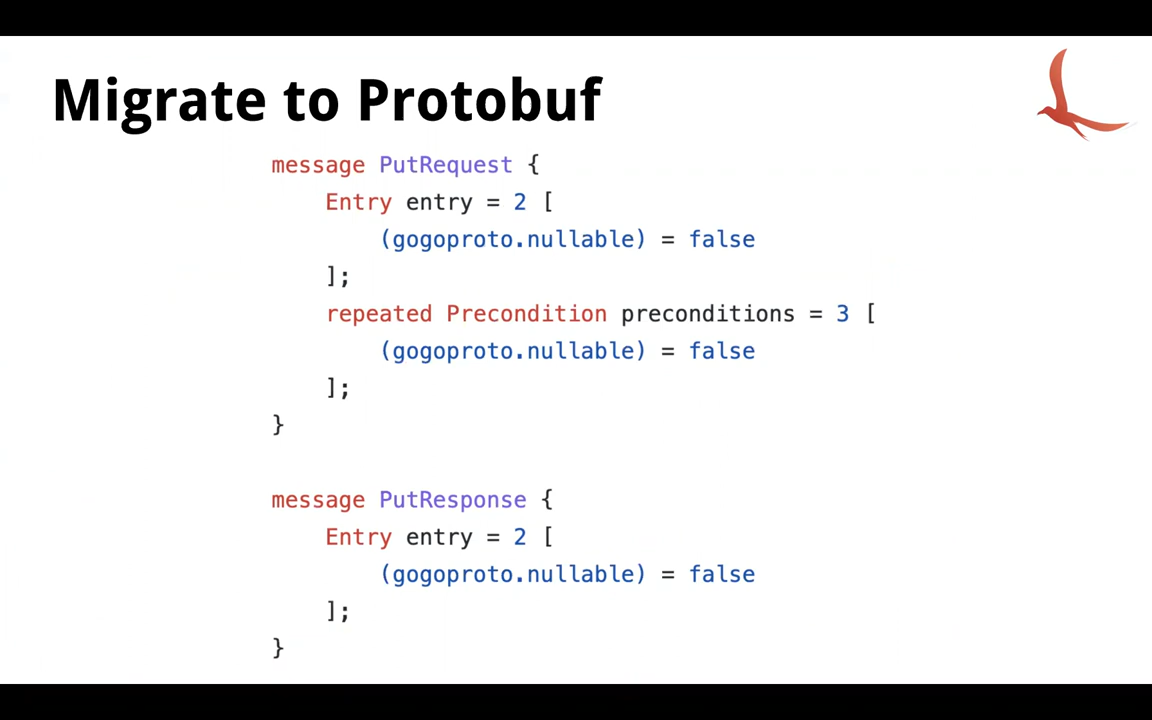 Migrate to Protobuf
message PutRequest {
    Entry entry = 2 [
        (gogoproto.nullable) = false
    ];
    repeated Precondition preconditions = 3 [
        (gogoproto.nullable) = false
    ];
}
message PutResponse {
    Entry entry = 2 [
        (gogoproto.nullable) = false
    ];
}